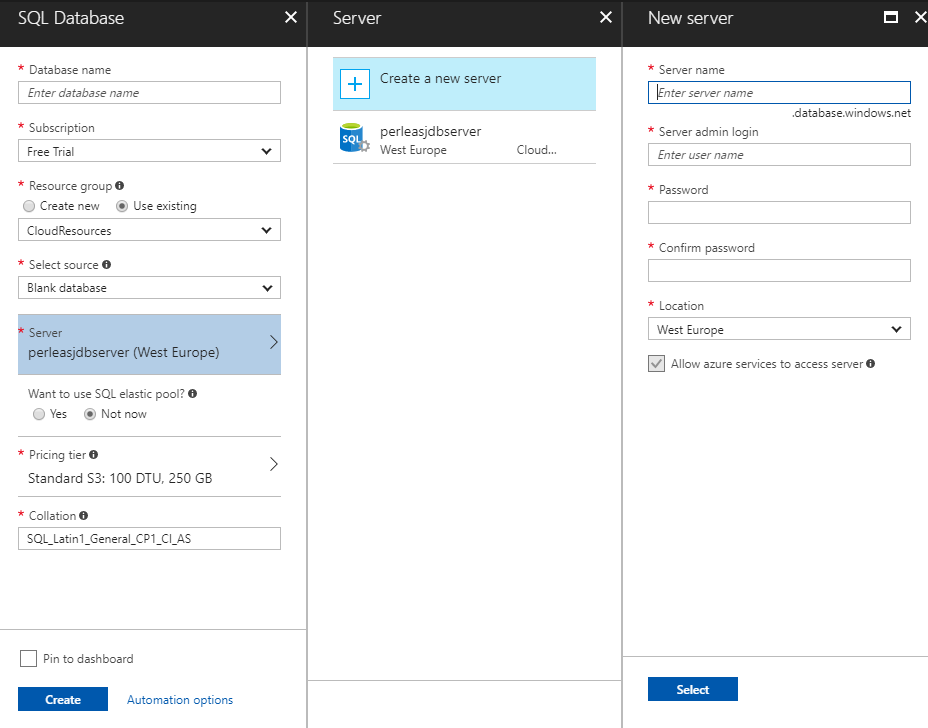 SQL Database
* Database name
Enter database name
* Subscription
Free Trial
* Resource group
Create new Use existing
CloudResources
* Select source
Blank database
* Server
perleasjdbserver (West Europe)
Want to use SQL elastic pool?
Yes Not now
* Pricing tier
Standard S3: 100 DTU, 250 GB
* Collation
SQL_Latin1_General_CP1_CI_AS
Pin to dashboard
Create Automation options
Server
Create a new server
SQL
perleasjdbserver
West Europe Cloud...
New server
* Server name
Enter server name
.database.windows.net
* Server admin login
Enter user name
* Password
* Confirm password
* Location
West Europe
Allow azure services to access server
Select